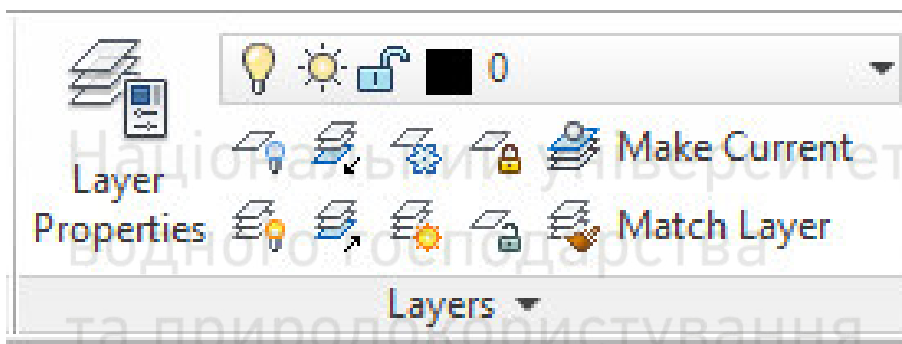 0
Make Current
Layer
Properties
Match Layer
Layers
Національний університет
водного господарства
та природокористування